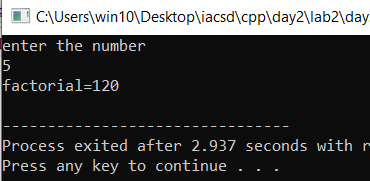 C:\Users\win10\Desktop\iacsd\cpp\day2\lab2\day
enter the number
5
factorial=120
--------------------------------
Process exited after 2.937 seconds with r
Press any key to continue . . .